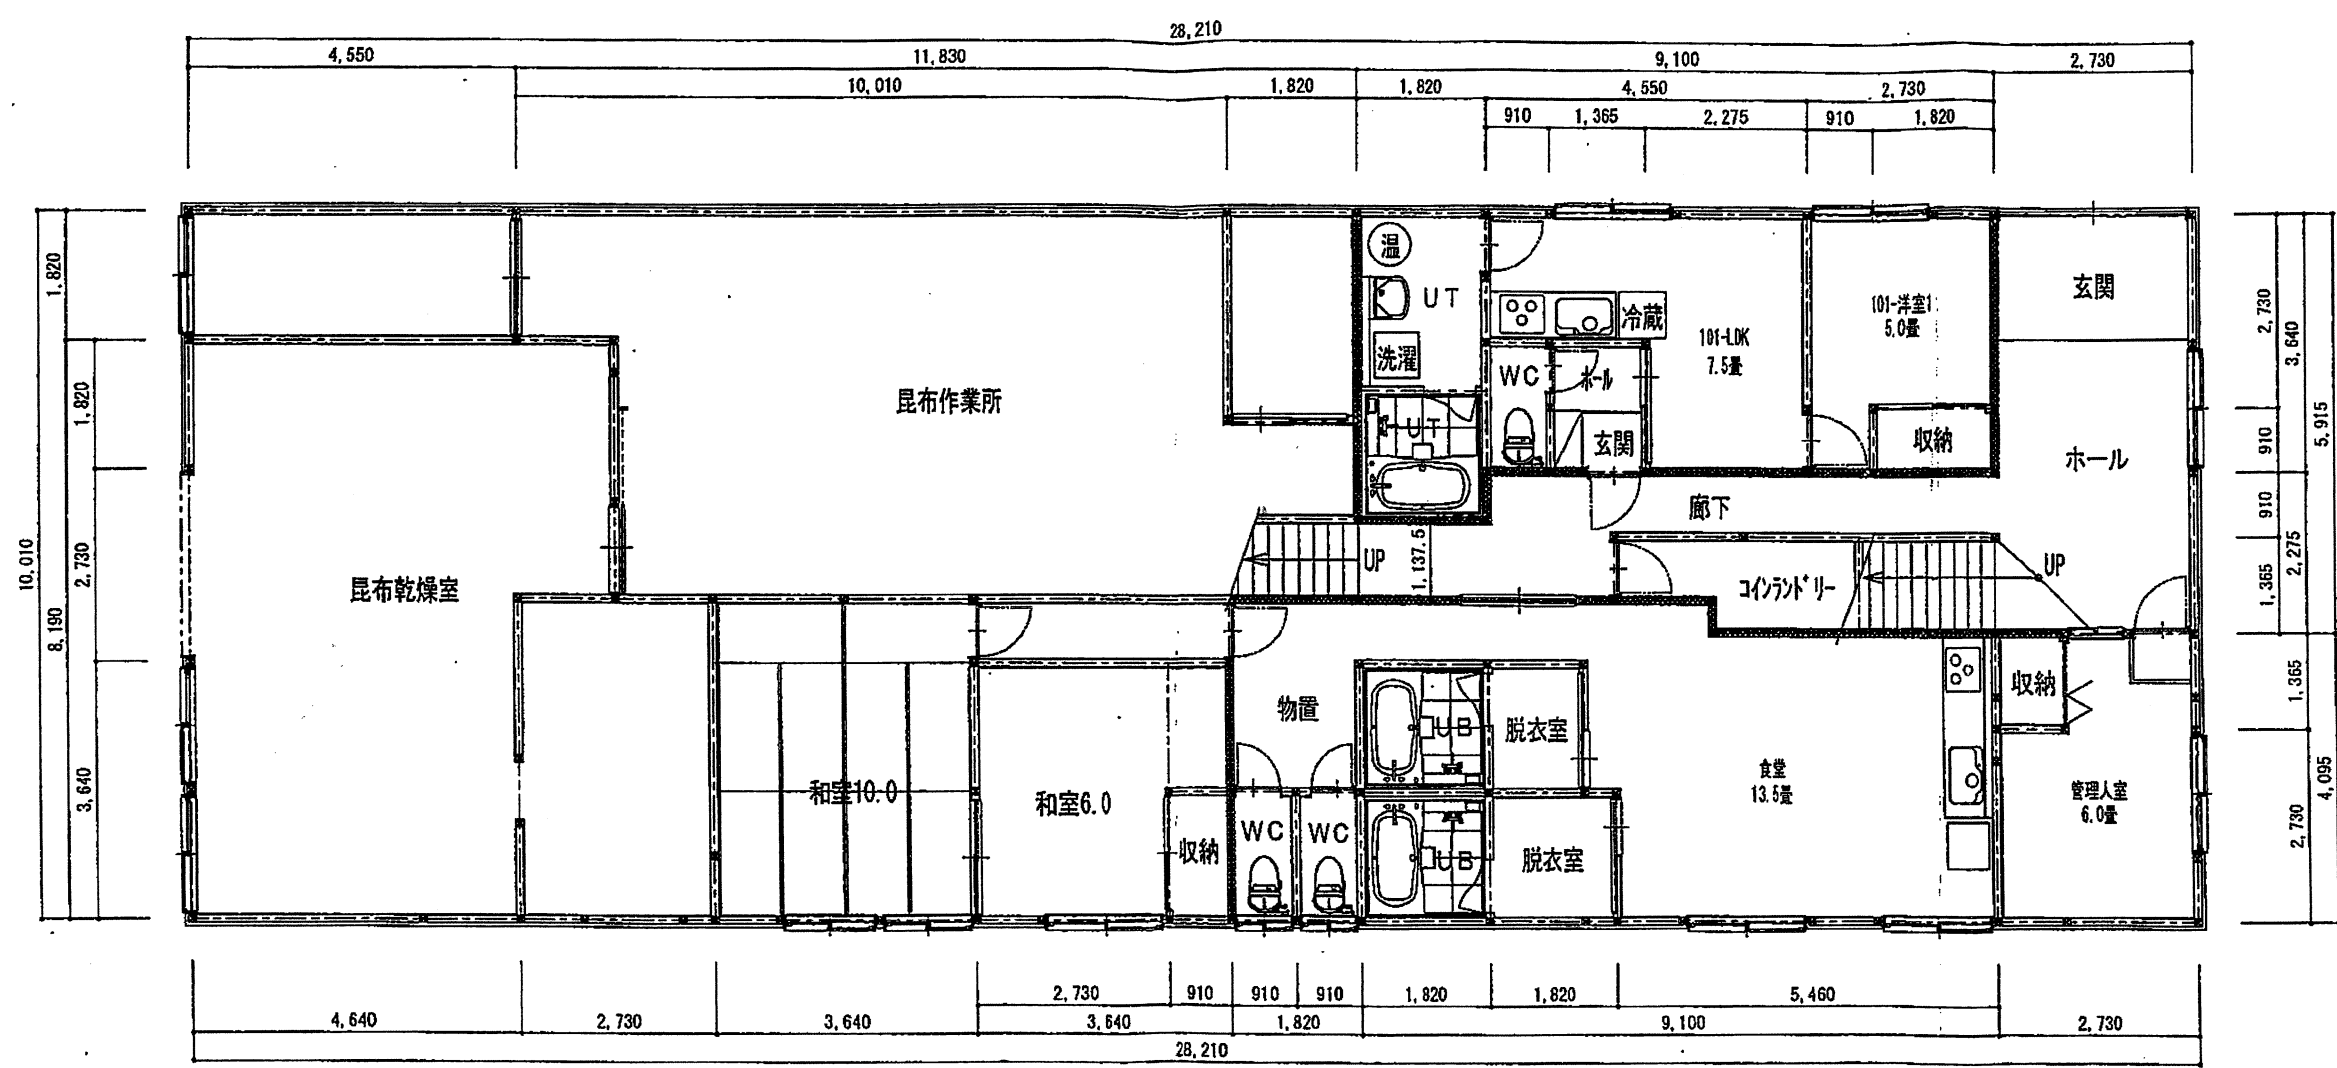 28,210
4,550
11,830
9,100
2,730
10,010
1,820
1,820
4,550
2,730
910
1,365
2,275
910
1,820
10,010
1,820
8,190
1,820
2,730
3,640
温
UT
洗濯
UT
冷蔵
WC
ホール
玄関
101-LDK
7.5畳
101-洋室1
5.0畳
収納
玄関
ホール
昆布作業所
昆布乾燥室
廊下
UP
1,137.5
コインランドリー
UP
物置
UB
脱衣室
収納
和室10.0
和室6.0
収納
WC
WC
UB
脱衣室
食堂
13.5畳
管理人室
6.0畳
2,730
910
910
1,365
3,640
2,275
1,365
2,730
5,915
4,095
2,730
910
910
910
1,820
1,820
5,460
4,640
2,730
3,640
3,640
1,820
9,100
2,730
28,210